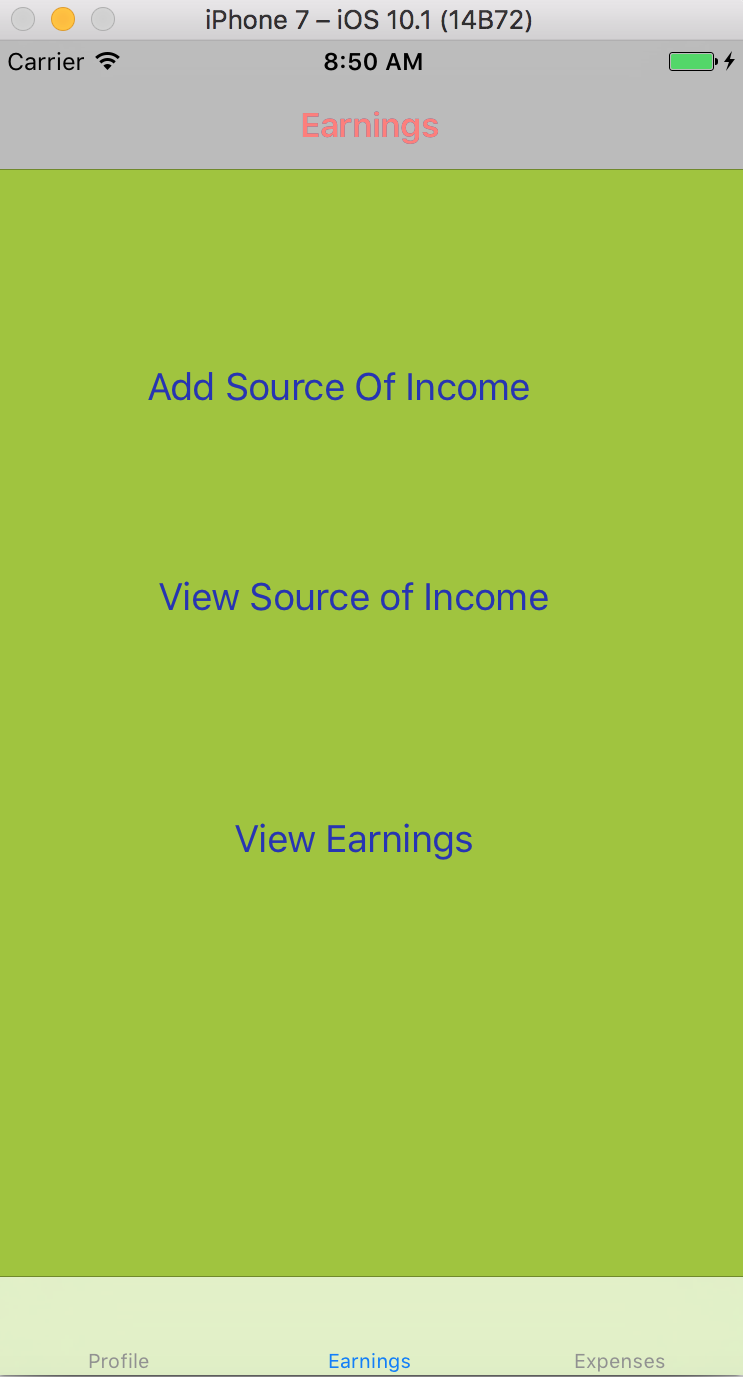 iPhone 7 – iOS 10.1 (14B72)
Carrier 8:50 AM
Earnings
Add Source Of Income
View Source of Income
View Earnings
Profile Earnings Expenses